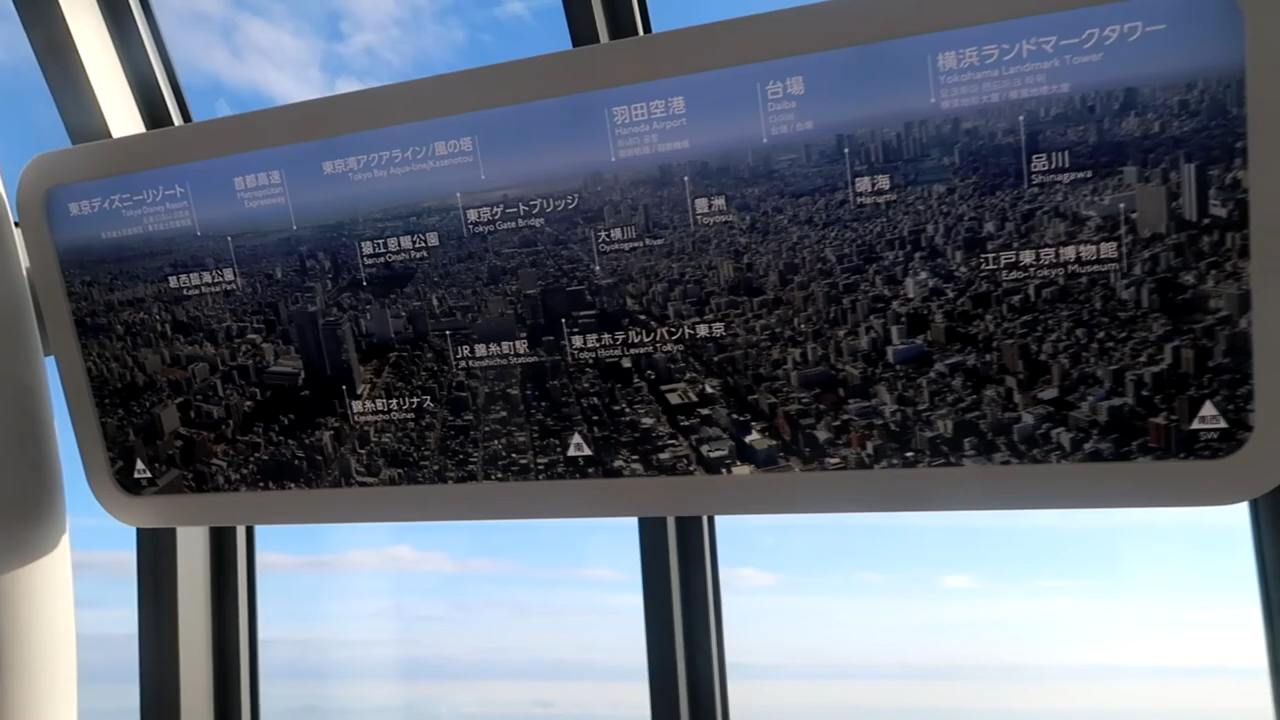 東京ディズニーリゾート
Tokyo Disney Resort
首都高速
Metropolitan
Expressway
東京湾アクアライン/風の塔
Tokyo Bay Aqua-line/Kazenotou
羽田空港
Haneda Airport
台場
Daiba
台场 / 台場
横浜ランドマークタワー
Yokohama Landmark Tower
葛西臨海公園
Kasai Rinkai Park
猿江恩賜公園
Sarue Onshi Park
東京ゲートブリッジ
Tokyo Gate Bridge
大横川
Oyokogawa River
豊洲
Toyosu
晴海
Harumi
品川
Shinagawa
江戸東京博物館
Edo-Tokyo Museum
JR 錦糸町駅
JR Kinshicho Station
東武ホテルレバント東京
Tobu Hotel Levant Tokyo
錦糸町オリナス
Kinshicho Olinas
南
S
南西
SW